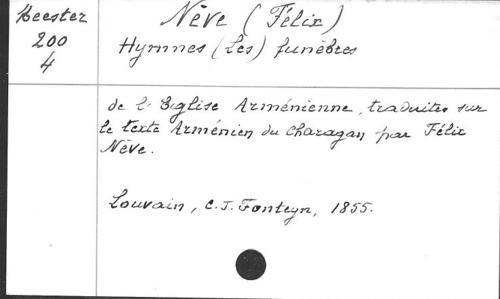 Meester
200
4
Nève (Félix)
Hymnes (Les) funèbres
de l'Eglise Arménienne, traduites sur
le texte Arménien du Charagan par Félix
Nève.
Louvain, C.J. Fonteyn, 1855.